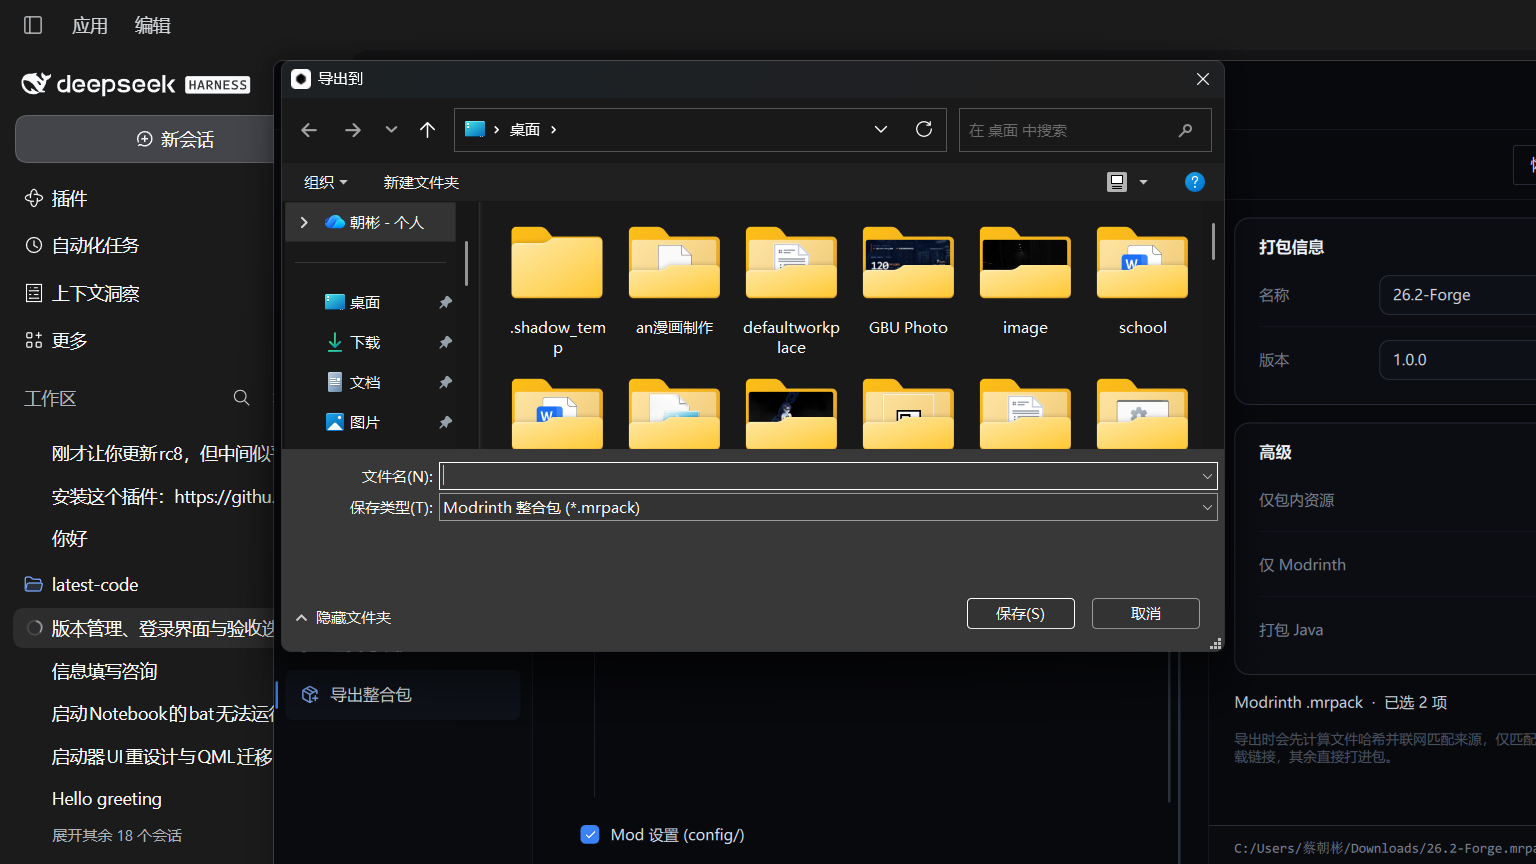 应用 编辑
deepseek HARNESS
新会话
插件
自动化任务
上下文洞察
更多
工作区
刚才让你更新rc8，但中间似
安装这个插件：https://githu
你好
latest-code
版本管理、登录界面与验收选
信息填写咨询
启动Notebook的bat无法运行
启动器UI重设计与QML迁移
Hello greeting
展开其余 18 个会话
导出到
桌面
在 桌面 中搜索
组织 新建文件夹
朝彬 - 个人
桌面
下载
文档
图片
.shadow_tem
p
an漫画制作
defaultworkp
lace
120
GBU Photo
image
W
school
W
文件名(N):
保存类型(T): Modrinth 整合包 (*.mrpack)
隐藏文件夹
保存(S) 取消
导出整合包
Mod 设置 (config/)
打包信息
名称 26.2-Forge
版本 1.0.0
高级
仅包内资源
仅 Modrinth
打包 Java
Modrinth .mrpack · 已选 2 项
导出时会先计算文件哈希并联网匹配来源，仅匹配
载链接，其余直接打进包。
C:/Users/蔡朝彬/Downloads/26.2-Forge.mrpa